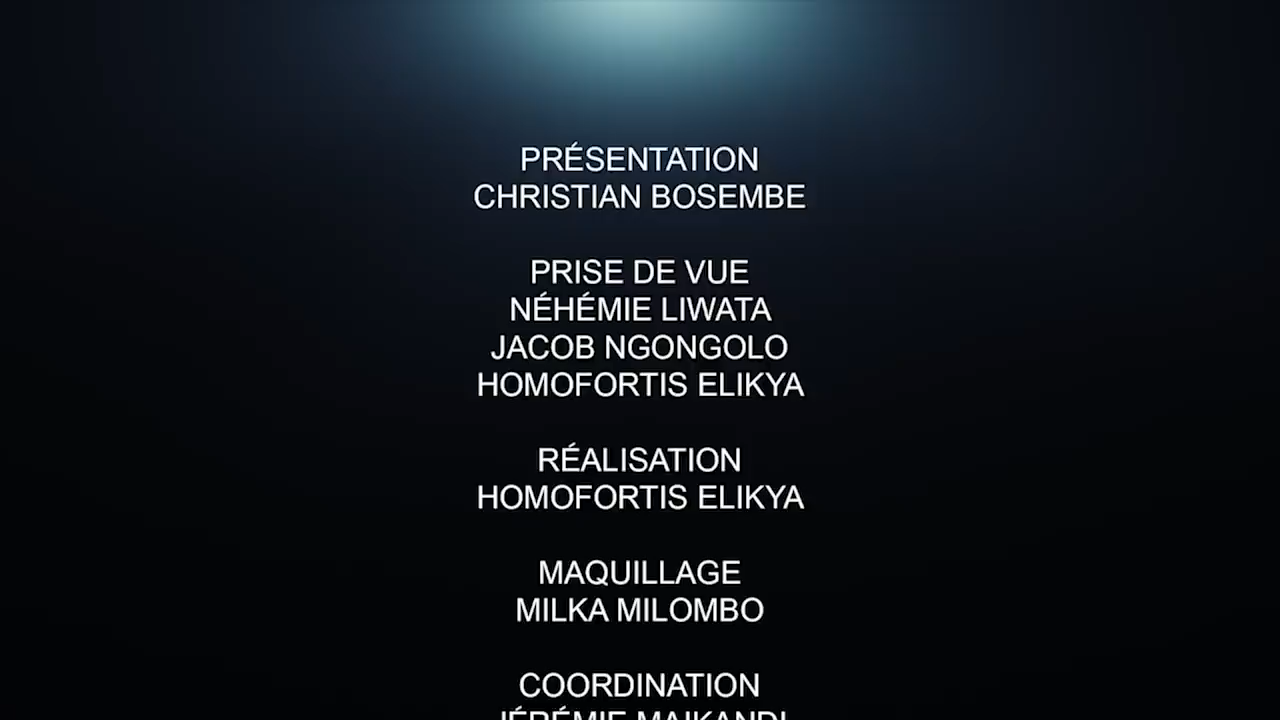 PRÉSENTATION
CHRISTIAN BOSEMBE
PRISE DE VUE
NÉHÉMIE LIWATA
JACOB NGONGOLO
HOMOFORTIS ELIKYA
RÉALISATION
HOMOFORTIS ELIKYA
MAQUILLAGE
MILKA MILOMBO
COORDINATION
JÉRÉMIE